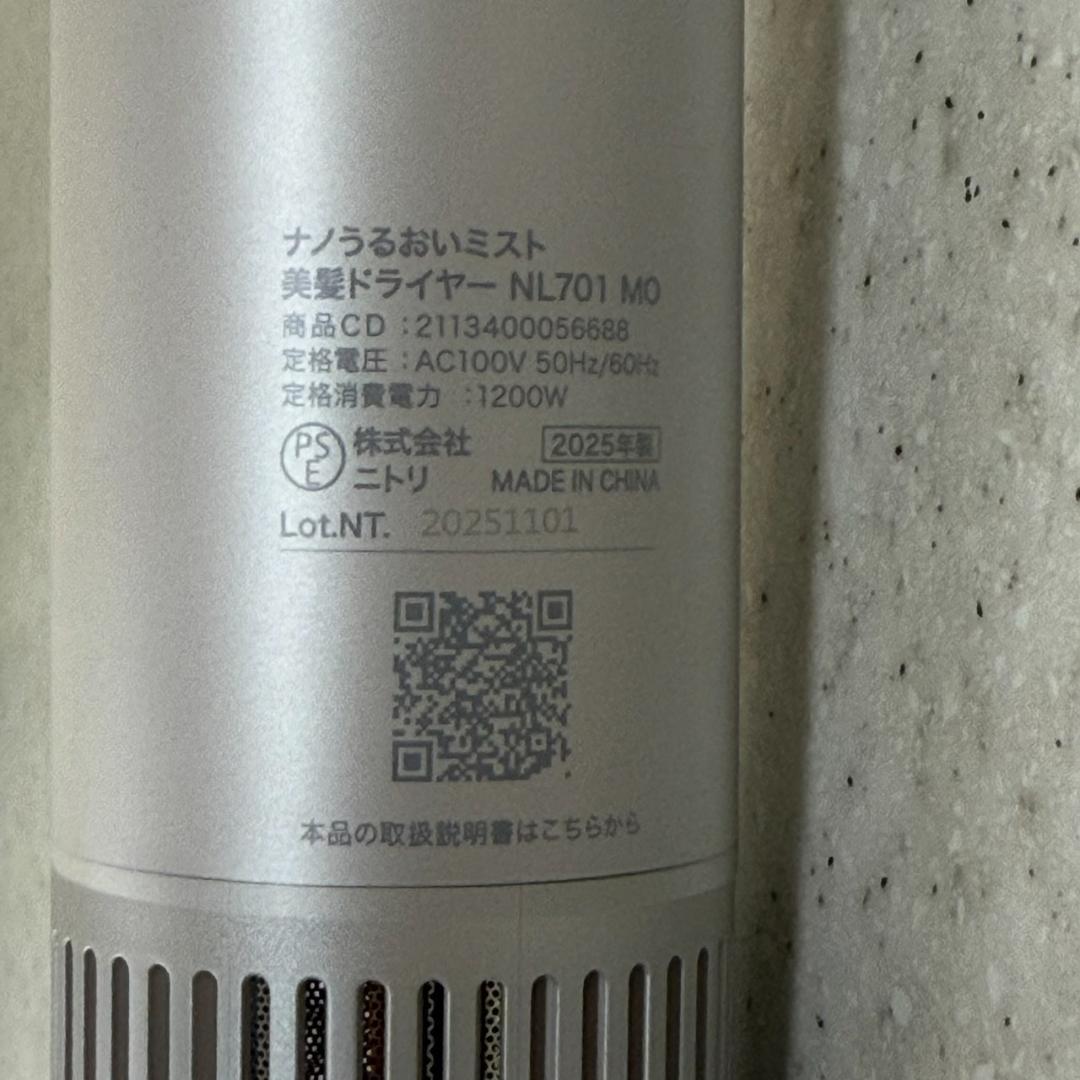 ナノうるおいミスト
美髪ドライヤー NL701 MO
商品CD :2113400056688
定格電圧 :AC100V 50Hz/60Hz
定格消費電力 :1200W
PSE 株式会社ニトリ
2025年製
MADE IN CHINA
Lot.NT. 20251101
本品の取扱説明書はこちらから